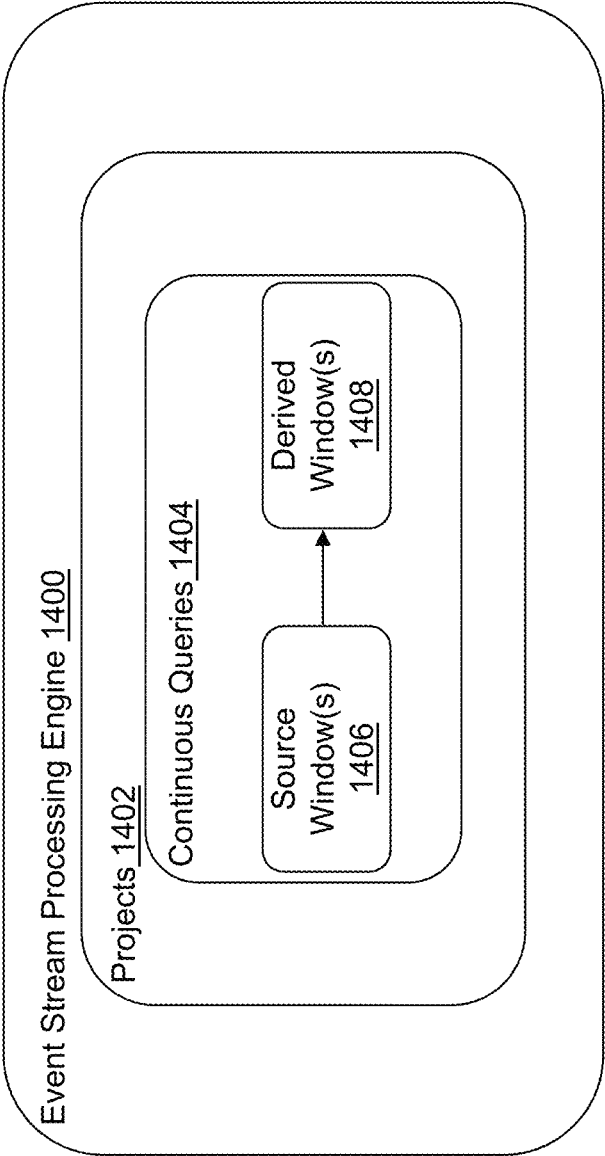 Event Stream Processing Engine 1400
Projects 1402
Continuous Queries 1404
Source
Window(s)
1406
Derived
Window(s)
1408